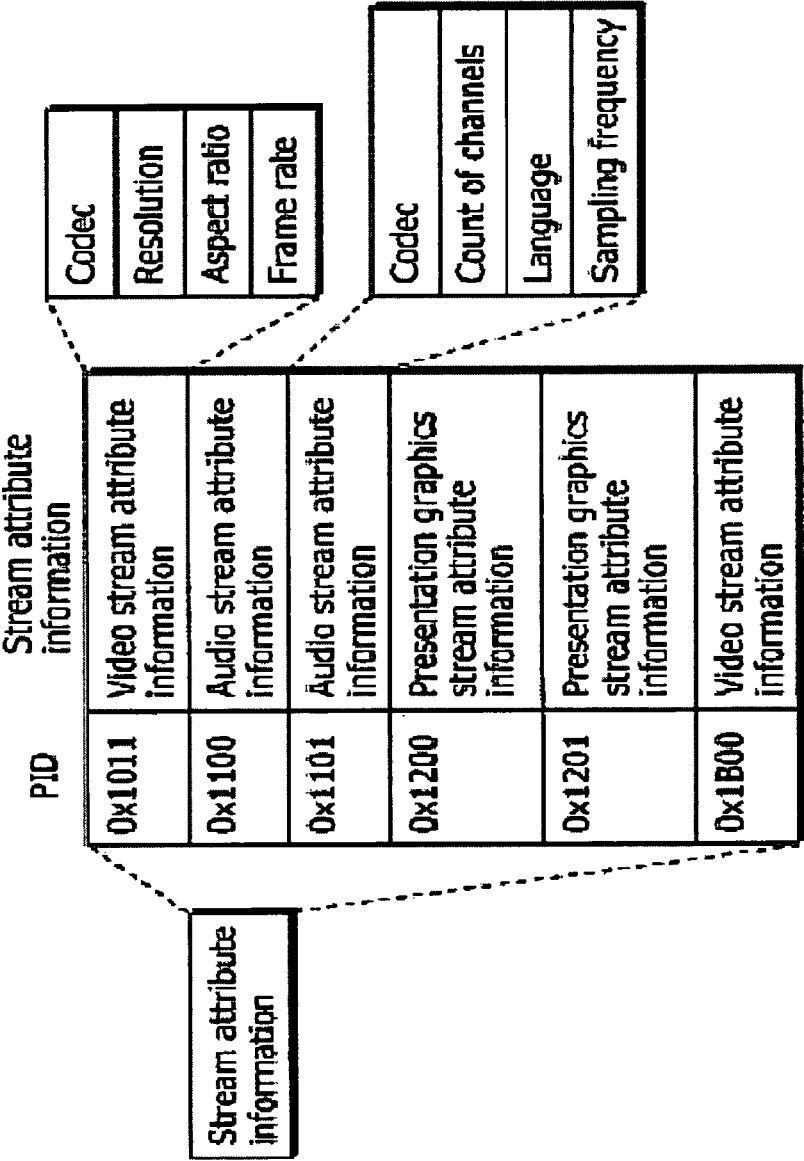 Stream attribute
information
PID
Stream attribute
information
0x1011
Video stream attribute
information
0x1100
Audio stream attribute
information
0x1101
Audio stream attribute
information
0x1200
Presentation graphics
stream attribute
information
0x1201
Presentation graphics
stream attribute
information
0x1B00
Video stream attribute
information
Codec
Resolution
Aspect ratio
Frame rate
Codec
Count of channels
Language
Sampling frequency